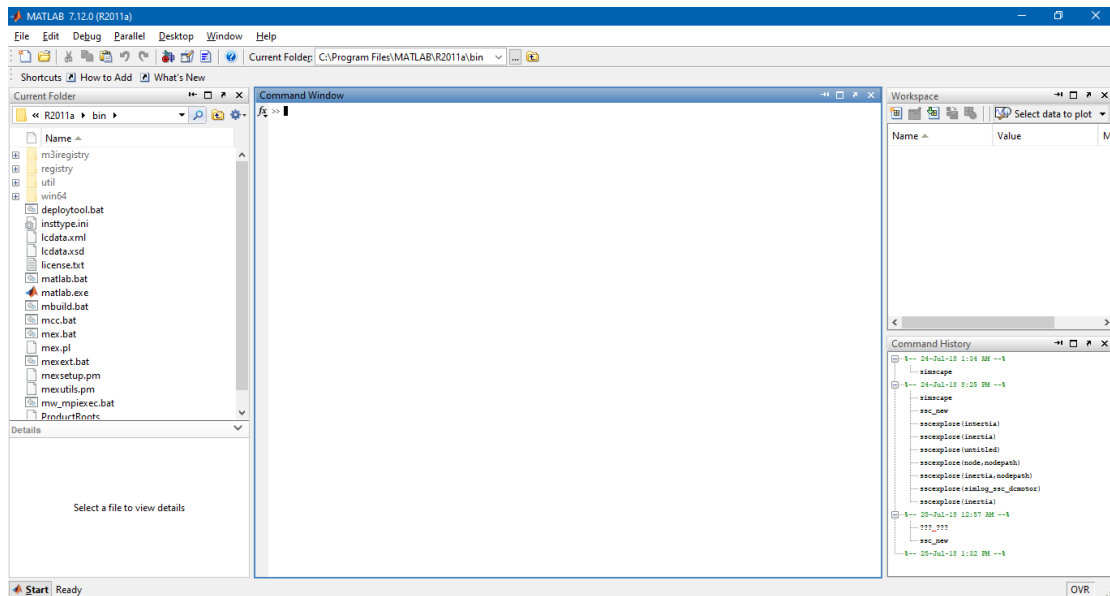 MATLAB 7.12.0 (R2011a)
File Edit Debug Parallel Desktop Window Help
Current Folder: C:\Program Files\MATLAB\R2011a\bin
Shortcuts How to Add What's New
Current Folder
« R2011a bin
Name
m3iregistry
registry
util
win64
deploytool.bat
insttype.ini
lcdata.xml
lcdata.xsd
license.txt
matlab.bat
matlab.exe
mbuild.bat
mcc.bat
mex.bat
mex.pl
mexext.bat
mexsetup.pm
mexutils.pm
mw_mpiexec.bat
ProductRoots
Details
Select a file to view details
Command Window
fx >>
Workspace
Select data to plot
Name Value M
Command History
%-- 24-Jul-18 1:34 AM --%
simscape
%-- 24-Jul-18 8:25 PM --%
simscape
ssc_new
sscexplore(intertia)
sscexplore(inertia)
sscexplore(untitled)
sscexplore(node,nodepath)
sscexplore(inertia,nodepath)
sscexplore(simlog_ssc_dcmotor)
sscexplore(inertia)
%-- 25-Jul-18 12:57 AM --%
???_???
ssc_new
%-- 25-Jul-18 1:32 PM --%
Start Ready
OVR